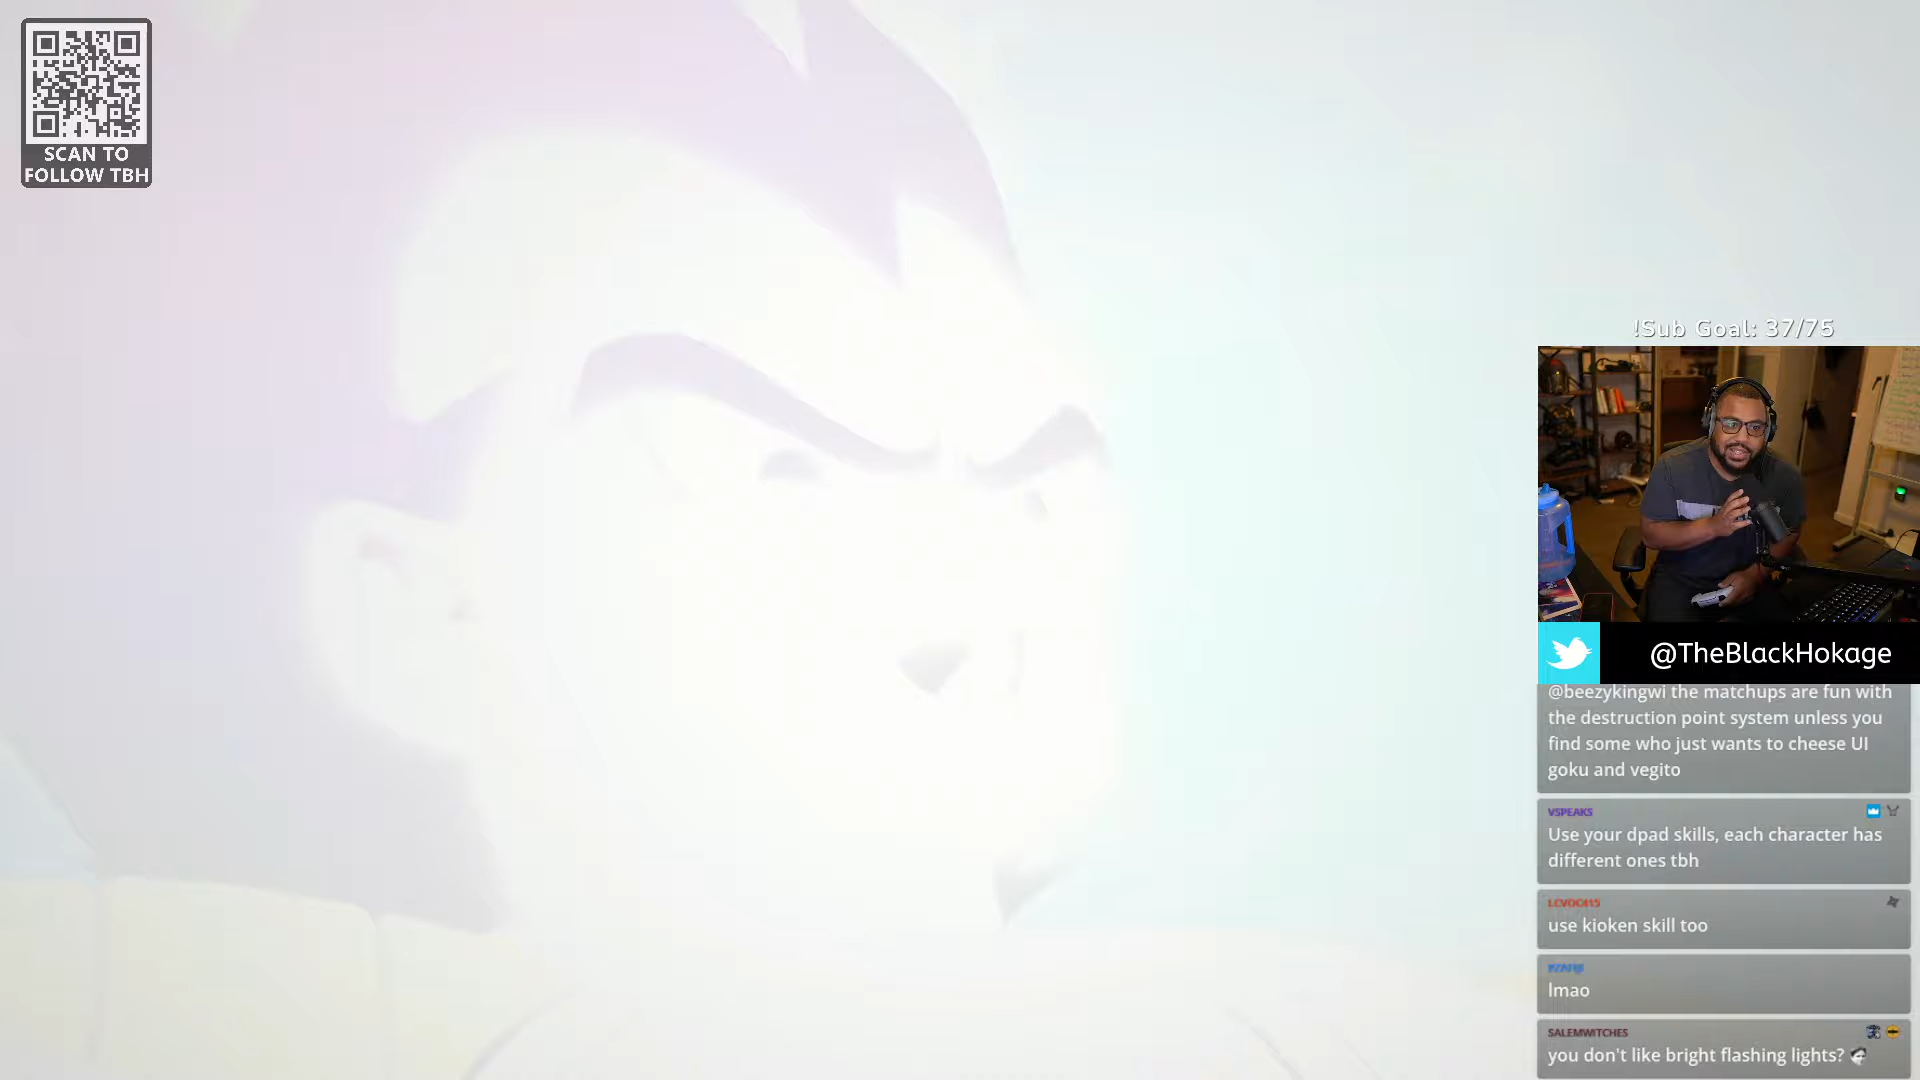 SCAN TO
FOLLOW TBH
!Sub Goal: 37/75
@TheBlackHokage
@beezykingwi the matchups are fun with
the destruction point system unless you
find some who just wants to cheese UI
goku and vegito
VSPEAKS
Use your dpad skills, each character has
different ones tbh
use kioken skill too
lmao
SALEMWITCHES
you don't like bright flashing lights?